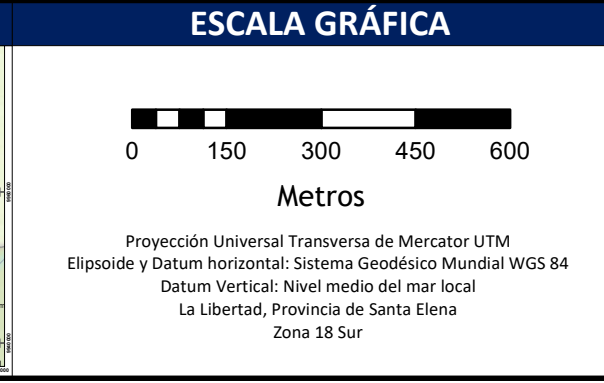 ESCALA GRÁFICA
0 150 300 450 600
Metros
Proyección Universal Transversa de Mercator UTM
Elipsoide y Datum horizontal: Sistema Geodésico Mundial WGS 84
Datum Vertical: Nivel medio del mar local
La Libertad, Provincia de Santa Elena
Zona 18 Sur